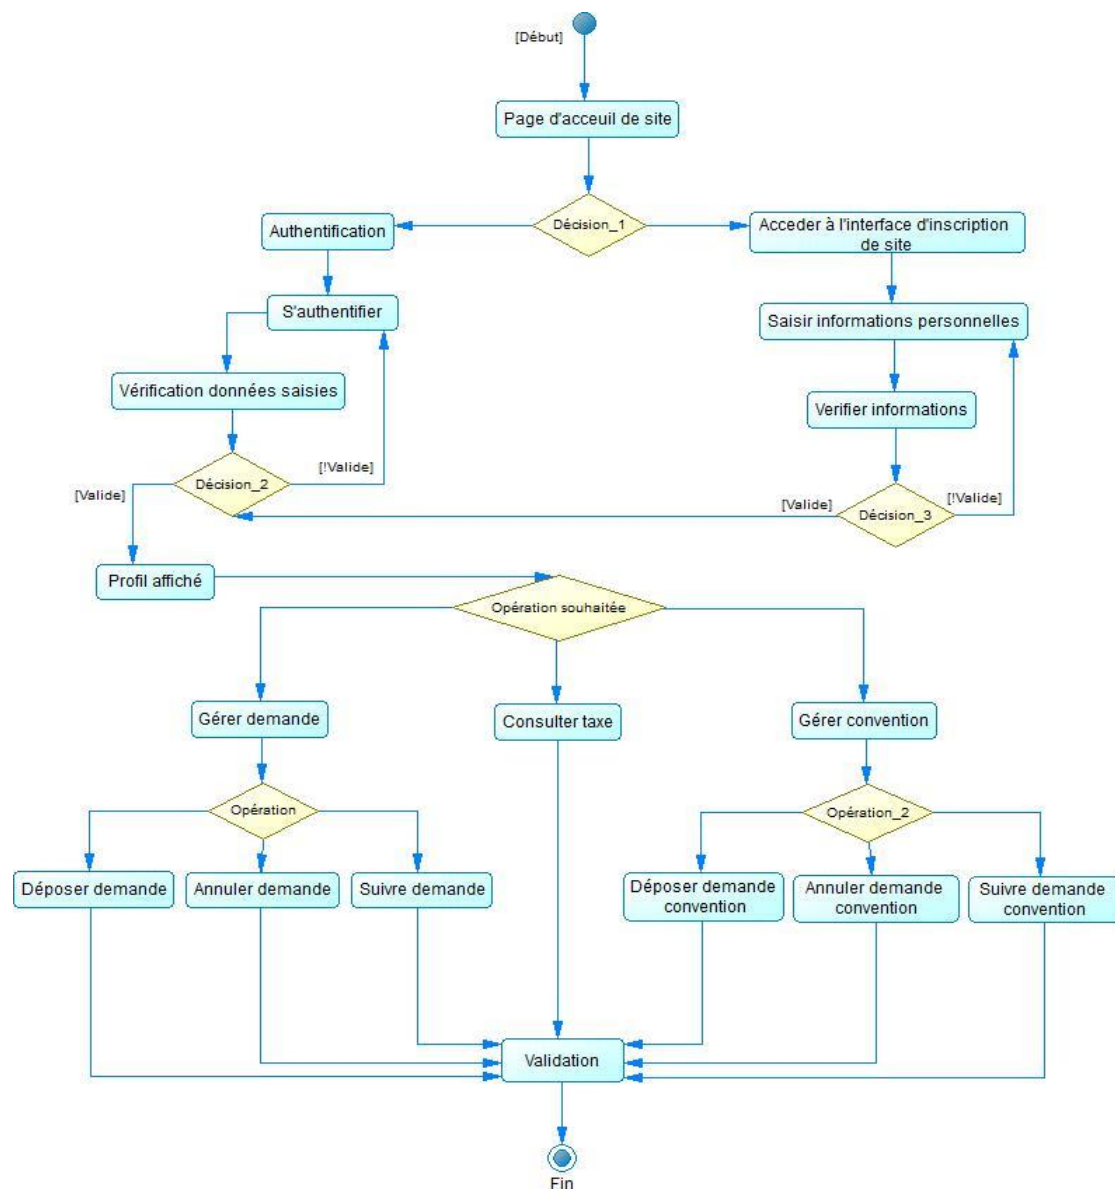 [Début]
Page d'acceuil de site
Décision_1
Authentification
Acceder à l'interface d'inscription
de site
S'authentifier
Saisir informations personnelles
Vérification données saisies
Verifier informations
[!Valide]
Décision_2
[Valide]
[Valide]
[!Valide]
Décision_3
Profil affiché
Opération souhaitée
Gérer demande
Consulter taxe
Gérer convention
Opération
Opération_2
Déposer demande
Annuler demande
Suivre demande
Déposer demande
convention
Annuler demande
convention
Suivre demande
convention
Validation
Fin